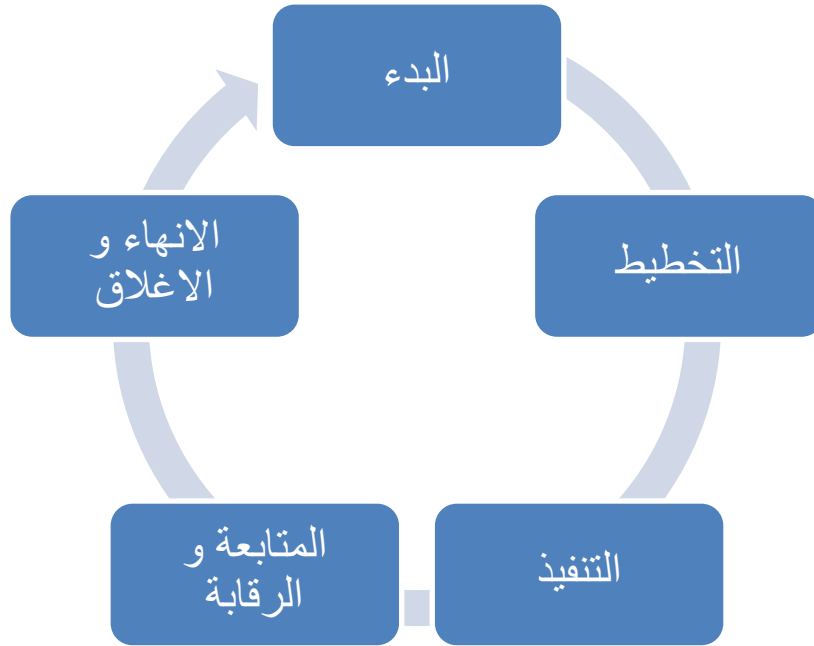 البدء
التخطيط
التنفيذ
المتابعة و
الرقابة
الانهاء و
الاغلاق